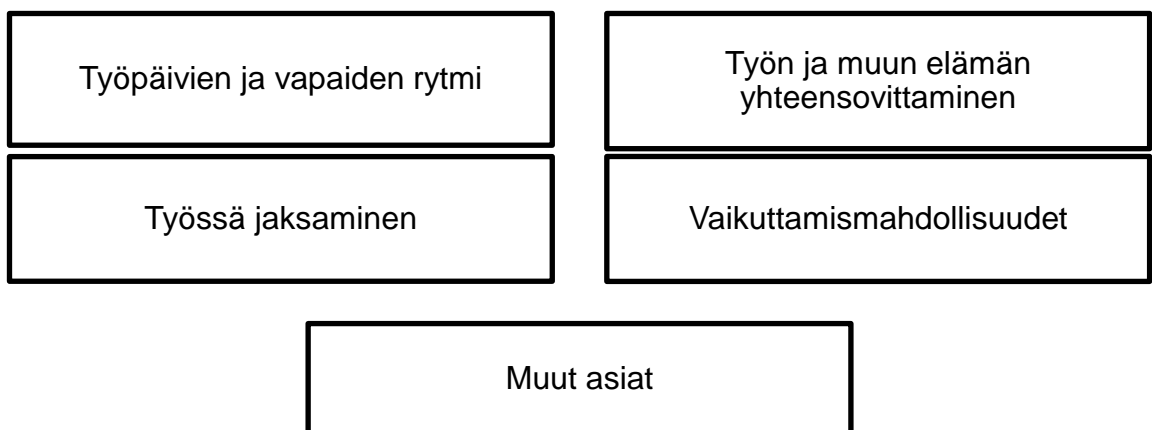 Työpäivien ja vapaiden rytmi
Työn ja muun elämän
yhteensovittaminen
Työssä jaksaminen
Vaikuttamismahdollisuudet
Muut asiat